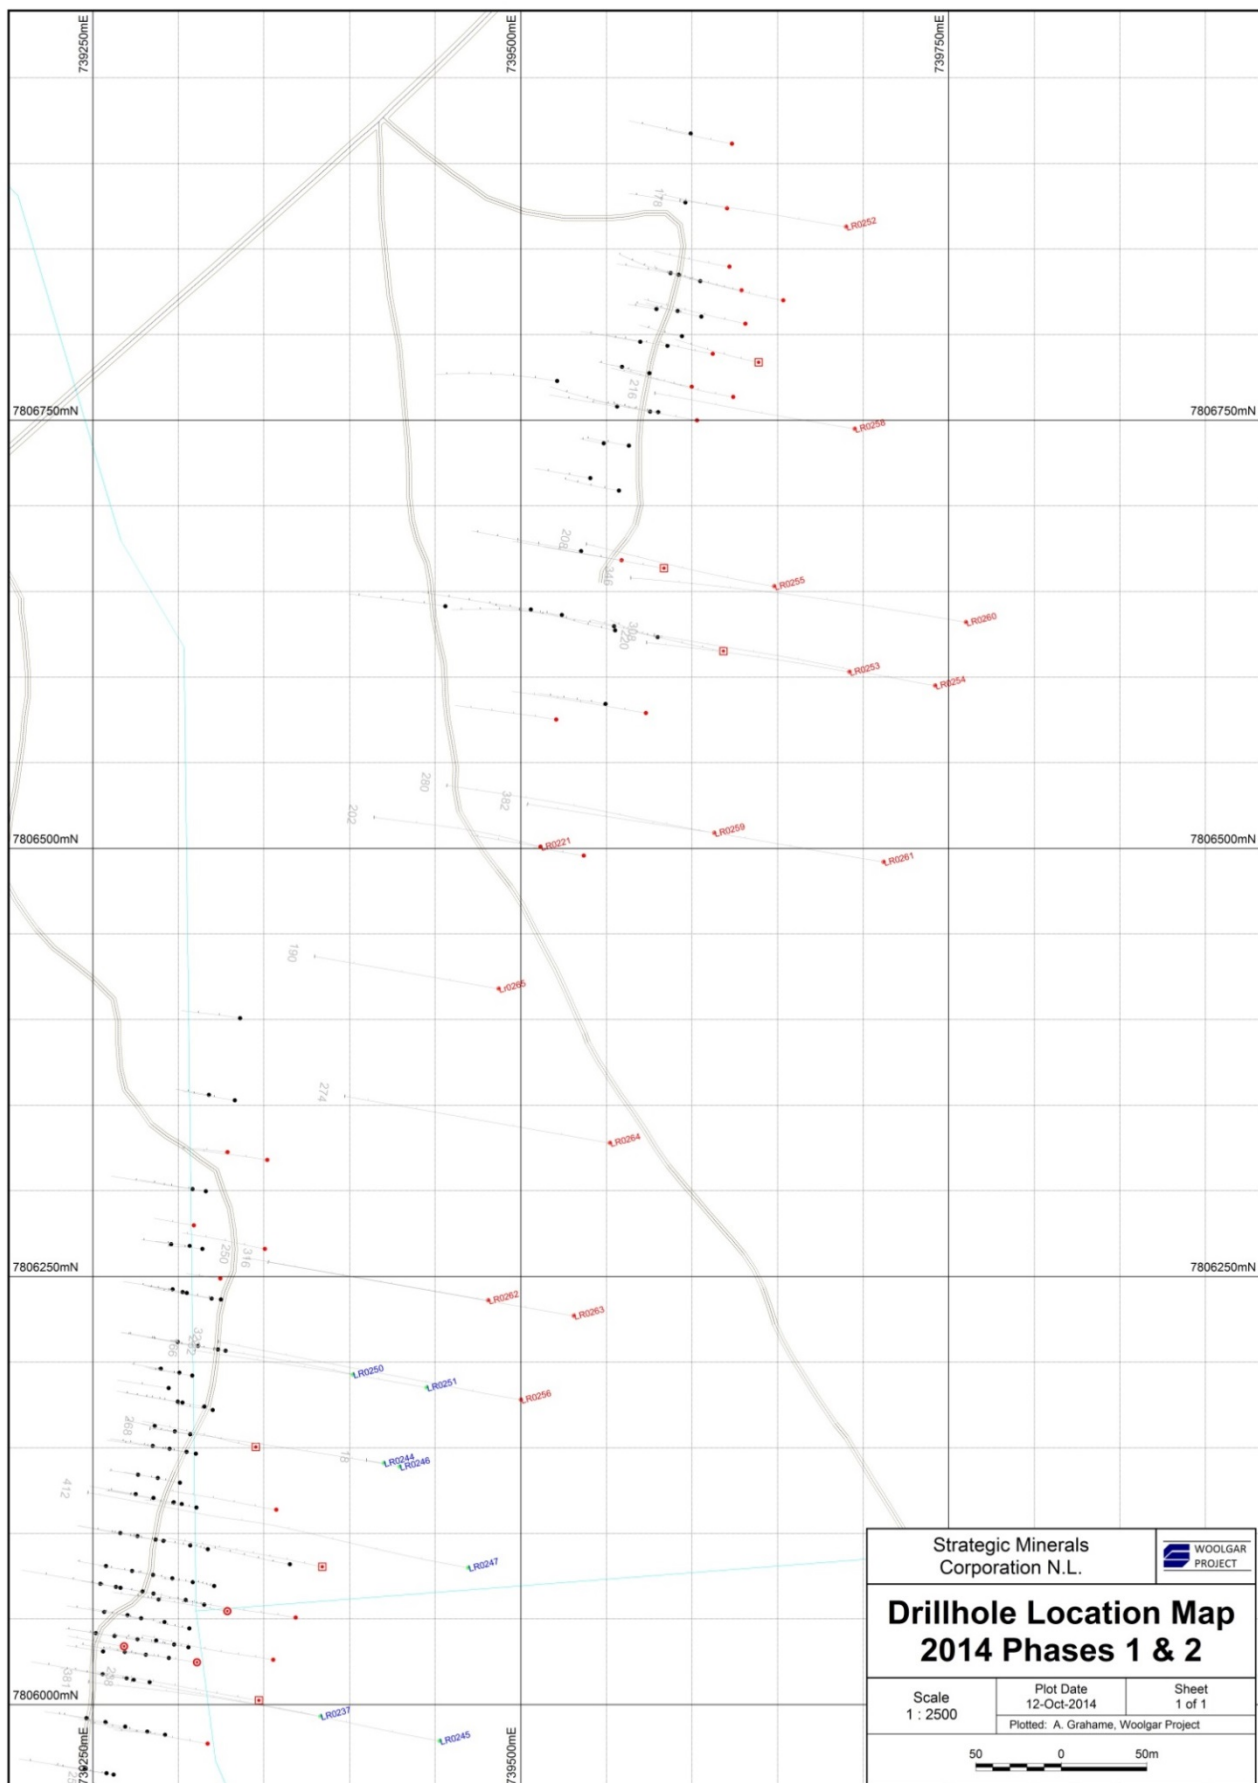 739250mE
739500mE
739750mE
178
LR0252
216
7806750mN
7806750mN
LR0258
208
346
LR0255
LR0260
308
220
LR0253
LR0254
280
382
202
LR0259
7806500mN
LR0221
7806500mN
LR0261
190
Lr0265
274
LR0264
250
316
7806250mN
7806250mN
LR0262
LR0263
166
LR0250
LR0251
LR0256
268
18
LR0244
LR0246
412
LR0247
Strategic Minerals
Corporation N.L.
WOOLGAR
PROJECT
Drillhole Location Map
2014 Phases 1 & 2
381
258
7806000mN
LR0237
LR0245
Scale
1 : 2500
Plot Date
12-Oct-2014
Sheet
1 of 1
Plotted: A. Grahame, Woolgar Project
739250mE
739500mE
50 0 50m